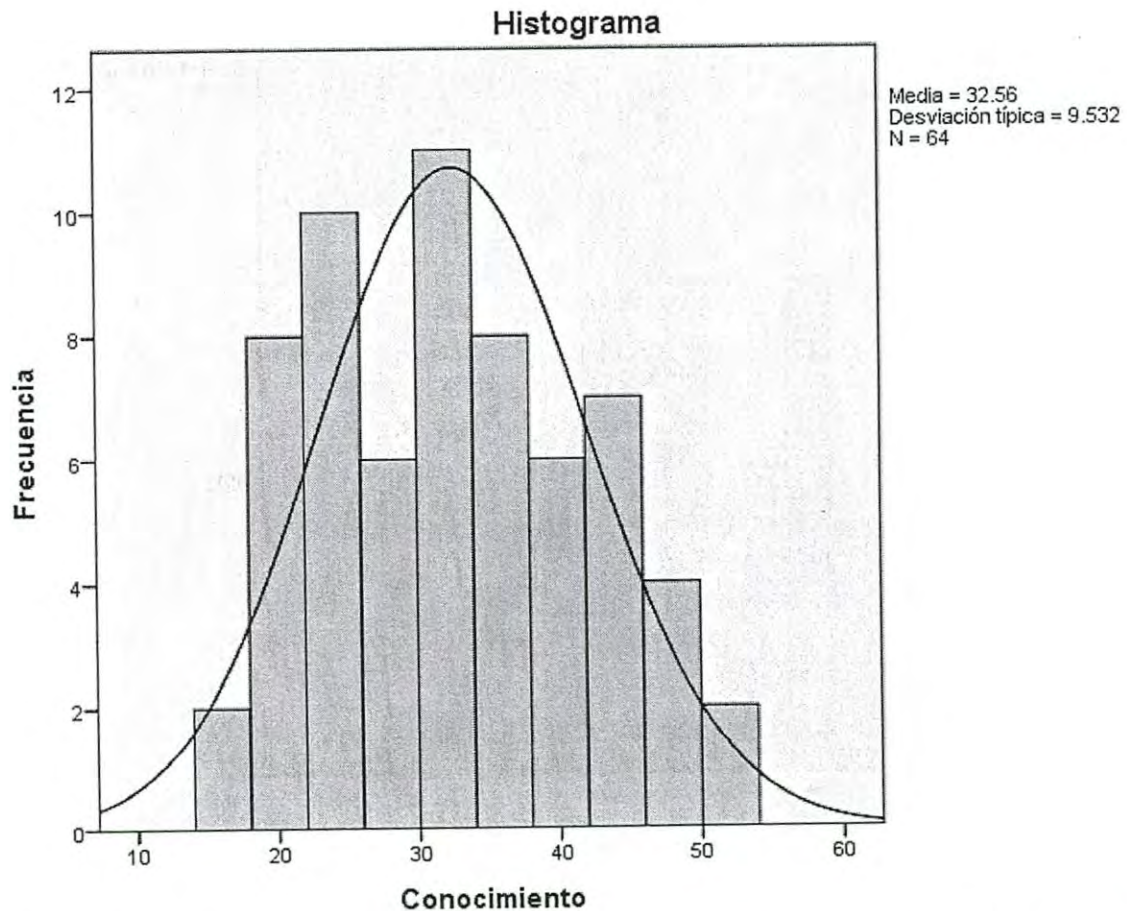 Histograma
12
10
8
6
4
2
0
Frecuencia
10 20 30 40 50 60
Conocimiento
Media = 32.56
Desviación típica = 9.532
N = 64